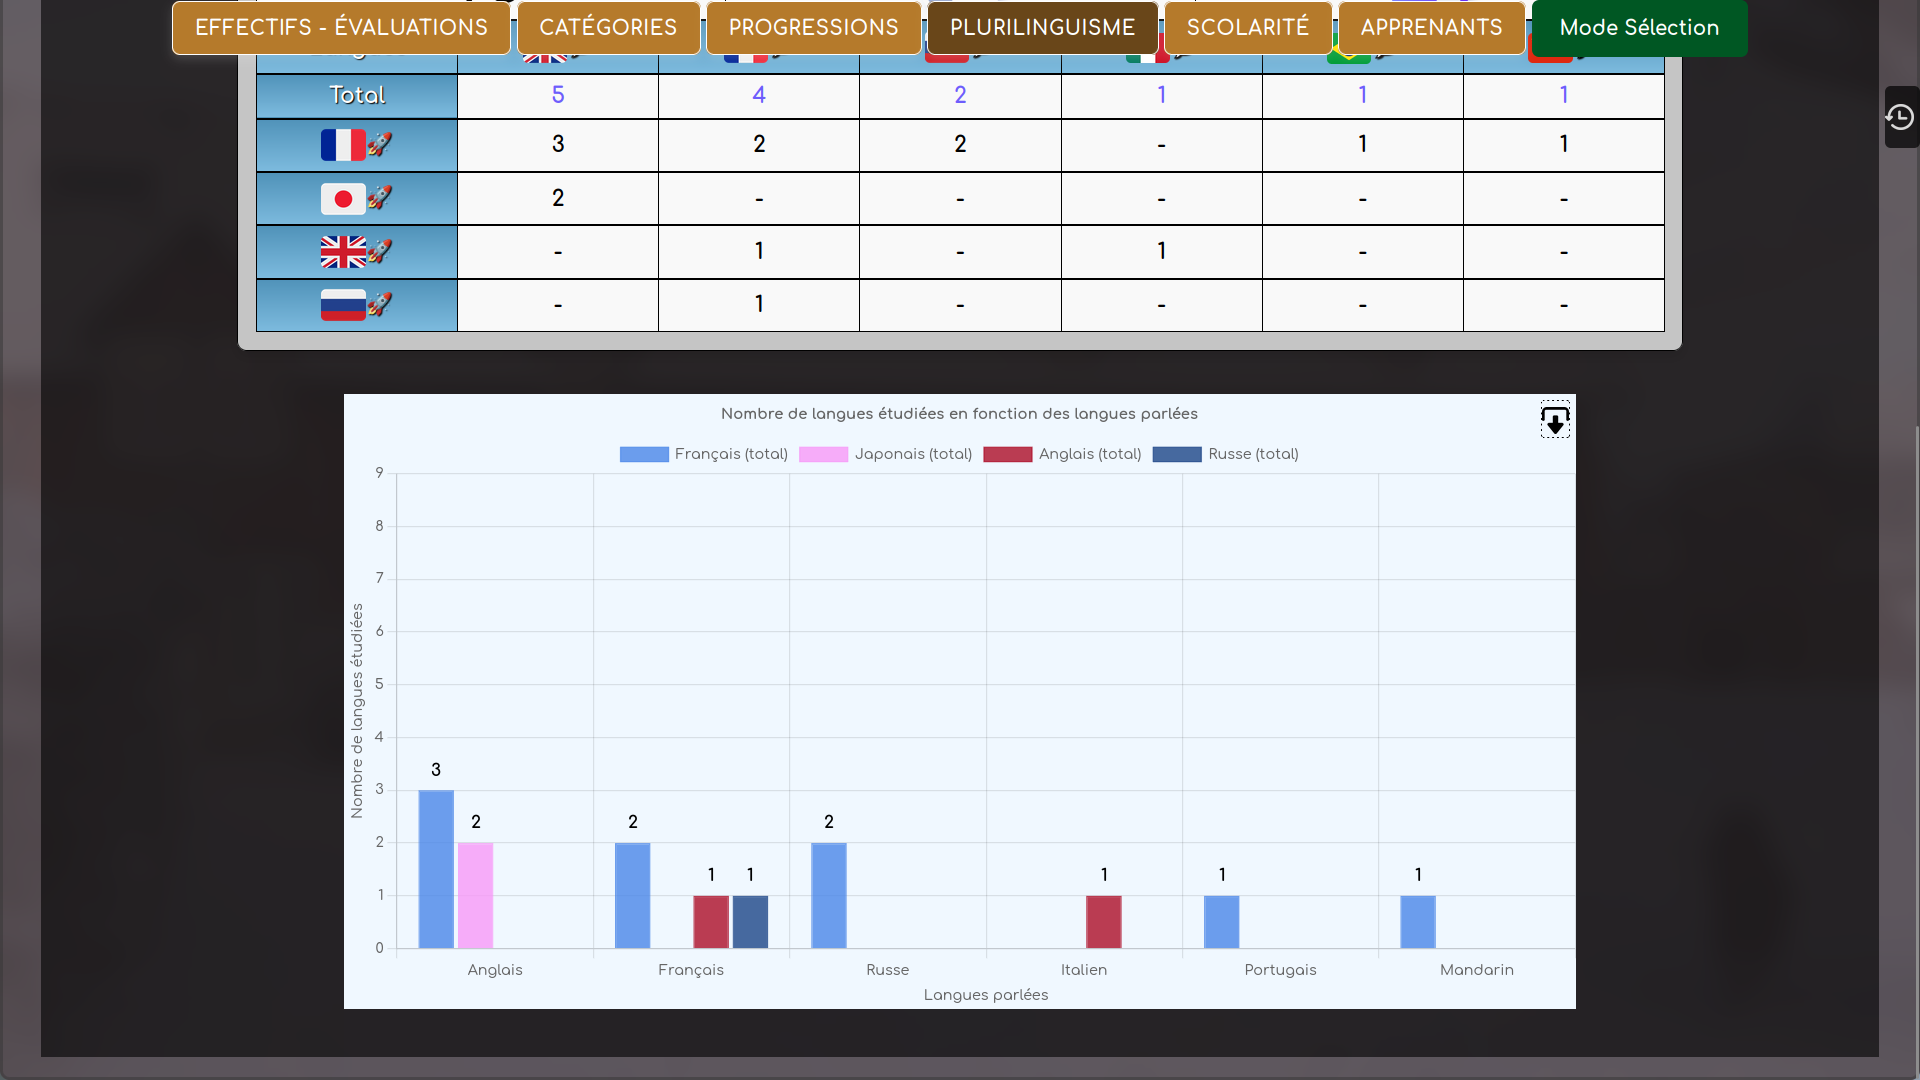 EFFECTIFS - ÉVALUATIONS CATÉGORIES PROGRESSIONS PLURILINGUISME SCOLARITÉ APPRENANTS Mode Sélection
Total 5 4 2 1 1 1
3 2 2 - 1 1
2 - - - - -
- 1 - 1 - -
- 1 - - - -
Nombre de langues étudiées en fonction des langues parlées
Français (total) Japonais (total) Anglais (total) Russe (total)
Nombre de langues étudiées
9
8
7
6
5
4
3
2
1
0
3 2 2 1 1 2 1 1 1
Anglais Français Russe Italien Portugais Mandarin
Langues parlées